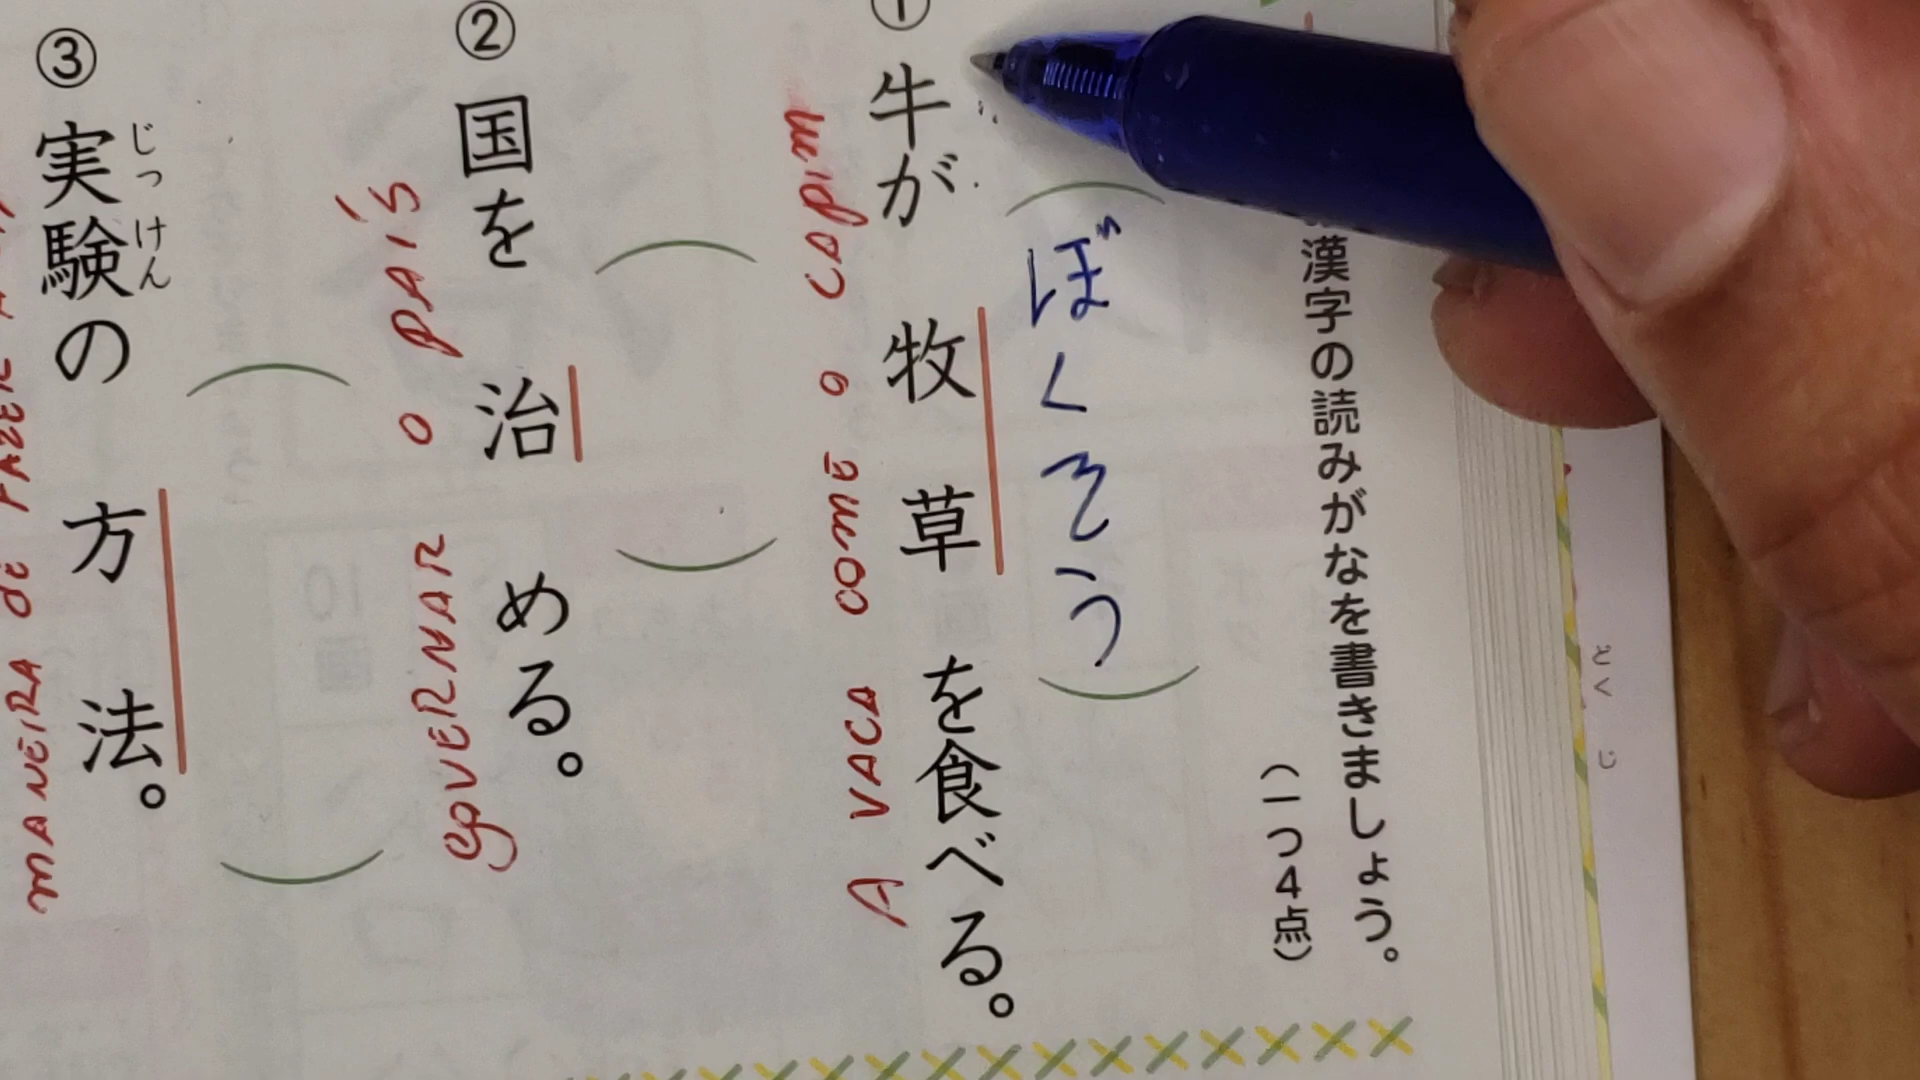 漢字の読みがなを書きましょう。
(一つ4点)
①牛が牧草を食べる。
ぼくそう
A VACA COME O CAPIM
②国を治める。
GOVERNAR O PAÍS
③実験の方法。
じっけん
MANEIRA DE FAZER
とくじ